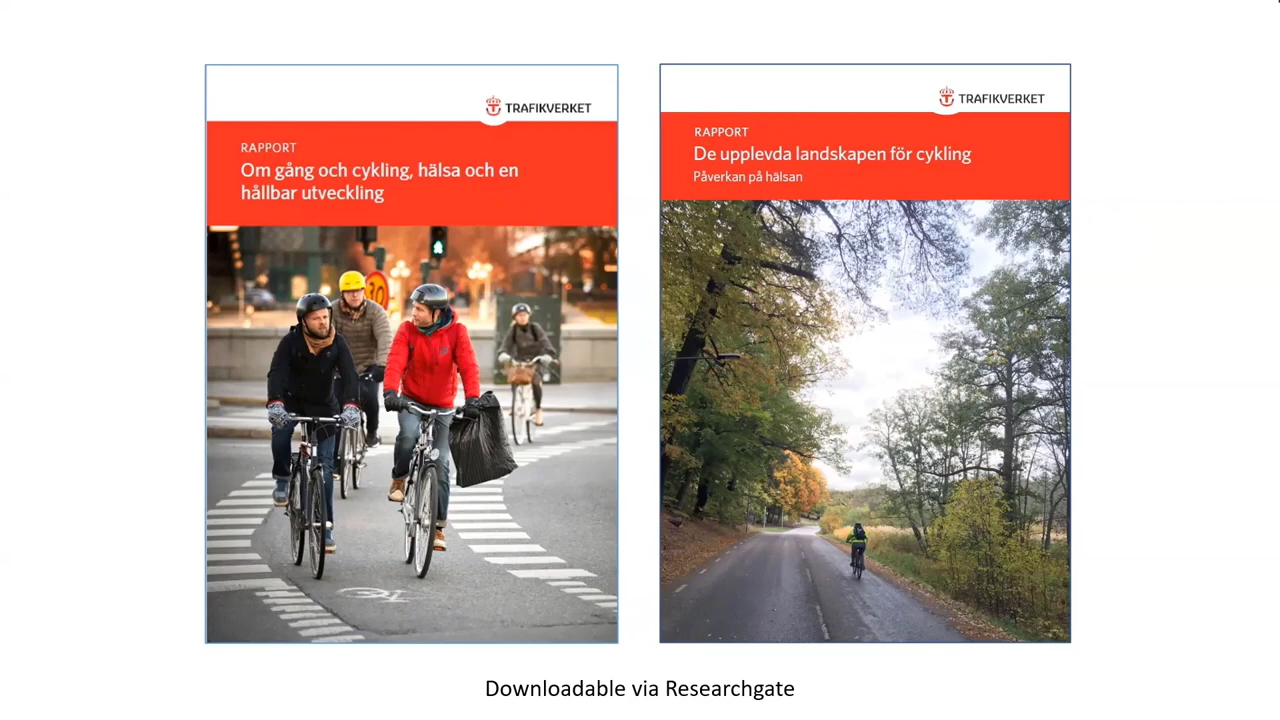 TRAFIKVERKET
RAPPORT
Om gång och cykling, hälsa och en
hållbar utveckling
30
TRAFIKVERKET
RAPPORT
De upplevda landskapen för cykling
Påverkan på hälsan
Downloadable via Researchgate